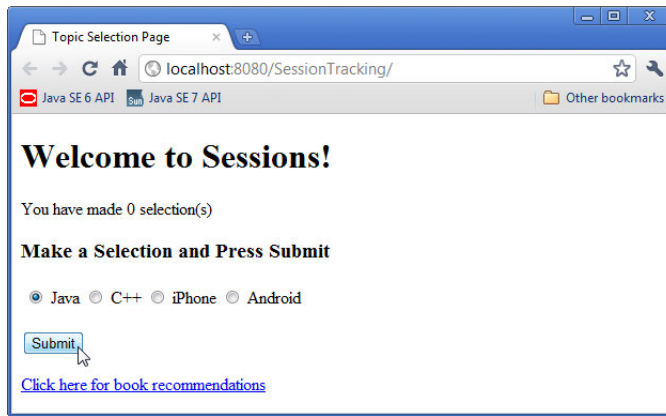 Topic Selection Page
localhost:8080/SessionTracking/
Java SE 6 API Sun Java SE 7 API Other bookmarks
Welcome to Sessions!
You have made 0 selection(s)
Make a Selection and Press Submit
Java C++ iPhone Android
Submit
Click here for book recommendations